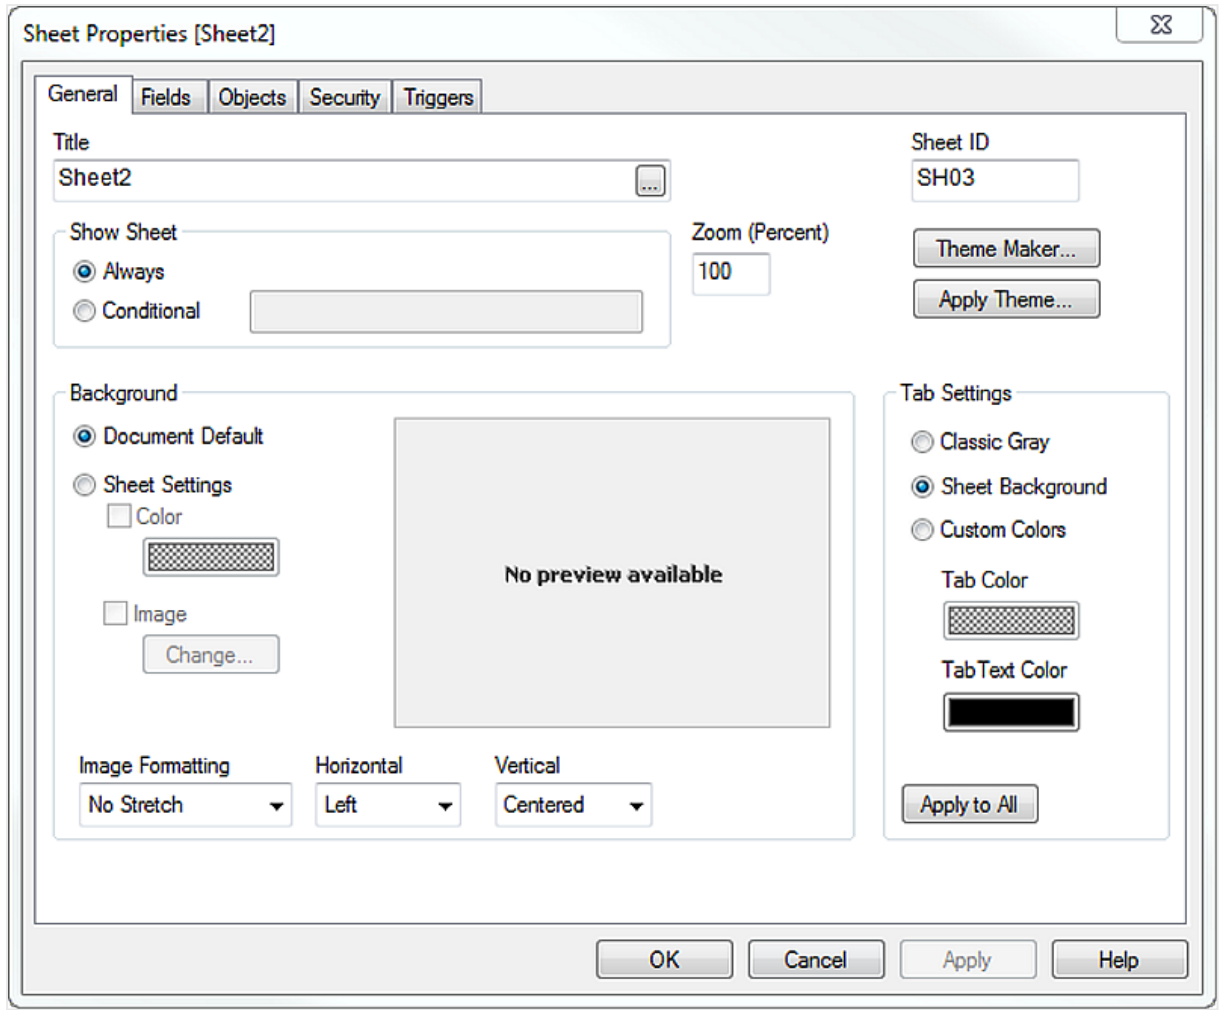 Sheet Properties [Sheet2]
General Fields Objects Security Triggers
Title
Sheet ID
Sheet2 ...
SH03
Show Sheet
Always
Conditional
Zoom (Percent)
100
Theme Maker...
Apply Theme...
Background
Document Default
Sheet Settings
Color
Image
Change...
No preview available
Image Formatting Horizontal Vertical
No Stretch Left Centered
Tab Settings
Classic Gray
Sheet Background
Custom Colors
Tab Color
Tab Text Color
Apply to All
OK Cancel Apply Help